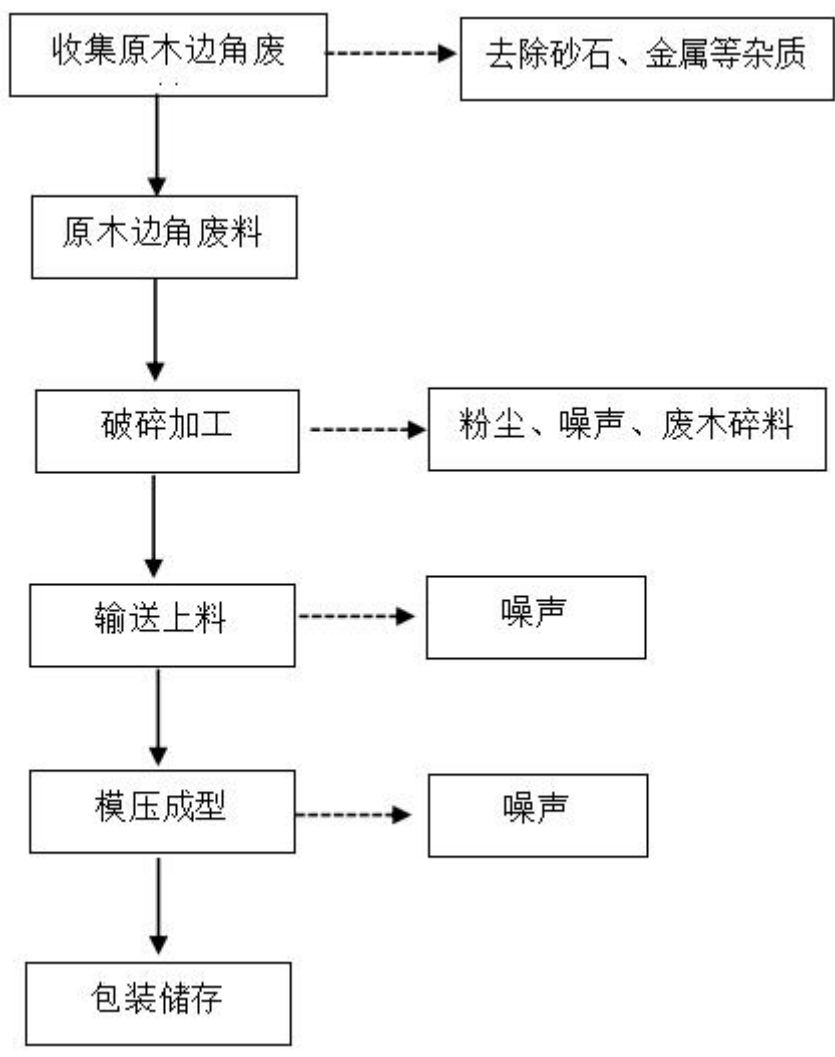 收集原木边角废
去除砂石、金属等杂质
原木边角废料
破碎加工
粉尘、噪声、废木碎料
输送上料
噪声
模压成型
噪声
包装储存